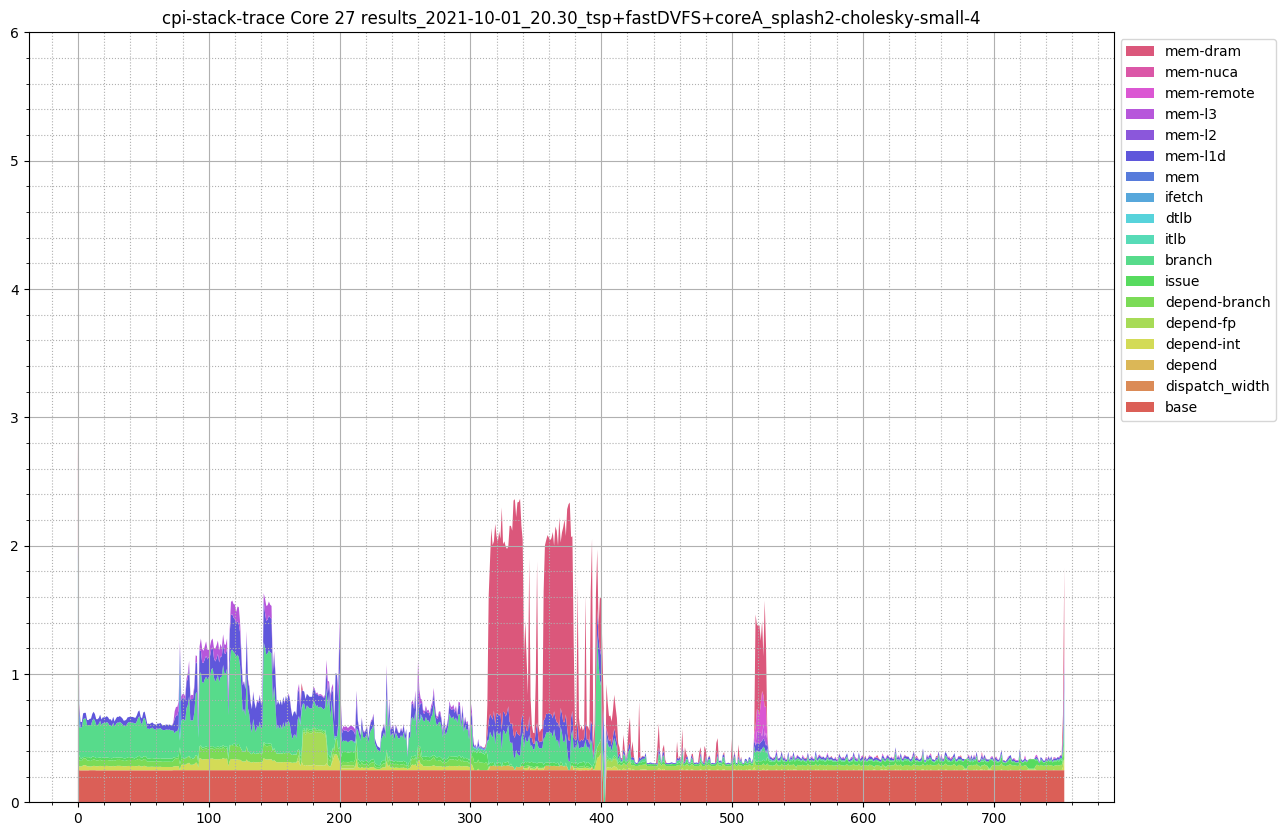 cpi-stack-trace Core 27 results_2021-10-01_20.30_tsp+fastDVFS+coreA_splash2-cholesky-small-4
6
5
4
3
2
1
0
0 100 200 300 400 500 600 700
mem-dram
mem-nuca
mem-remote
mem-l3
mem-l2
mem-l1d
mem
ifetch
dtlb
itlb
branch
issue
depend-branch
depend-fp
depend-int
depend
dispatch_width
base